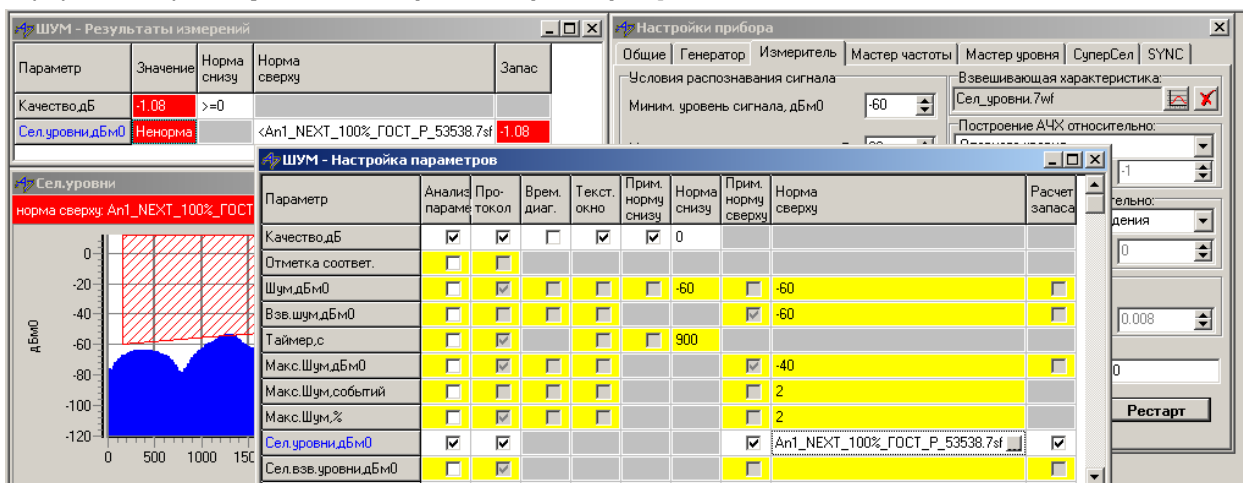 ШУМ - Результаты измерений
Параметр Значение Норма снизу Норма сверху Запас
Качество,дБ -1.08 >=0
Сел.уровни,дБм0 Ненорма <An1_NEXT_100%_ГОСТ_Р_53538.7sf -1.08
Сел.уровни
норма сверху: An1_NEXT_100%_ГОСТ
0
-20
-40
-60
-80
-100
-120
дБм0
0 500 1000 150
Настройки прибора
Общие Генератор Измеритель Мастер частоты Мастер уровня СуперСел SYNC
Условия распознавания сигнала
Миним. уровень сигнала, дБм0 -60
Взвешивающая характеристика:
Сел_уровни.7wf
Построение АЧХ относительно:
-1
0
0.008
0
Рестарт
ШУМ - Настройка параметров
Параметр Анализ параме Про-токол Врем. диаг. Текст. окно Прим. норму снизу Норма снизу Прим. норму сверху Норма сверху Расчет запаса
Качество,дБ 0
Отметка соответ.
Шум,дБм0 -60 -60
Взв.шум,дБм0 -60
Таймер,с 900
Макс.Шум,дБм0 -40
Макс.Шум,событий 2
Макс.Шум,% 2
Сел.уровни,дБм0 An1_NEXT_100%_ГОСТ_Р_53538.7sf ...
Сел.взв.уровни,дБм0